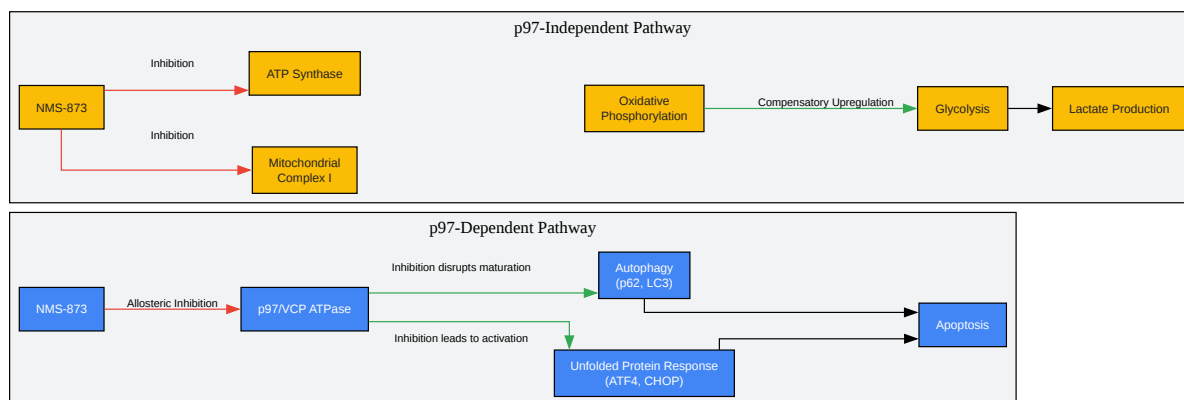 p97-Independent Pathway
Inhibition
ATP Synthase
NMS-873
Inhibition
Mitochondrial
Complex I
Oxidative
Phosphorylation
Compensatory Upregulation
Glycolysis
Lactate Production
p97-Dependent Pathway
NMS-873
Allosteric Inhibition
p97/VCP ATPase
Inhibition disrupts maturation
Autophagy
(p62, LC3)
Inhibition leads to activation
Unfolded Protein Response
(ATF4, CHOP)
Apoptosis